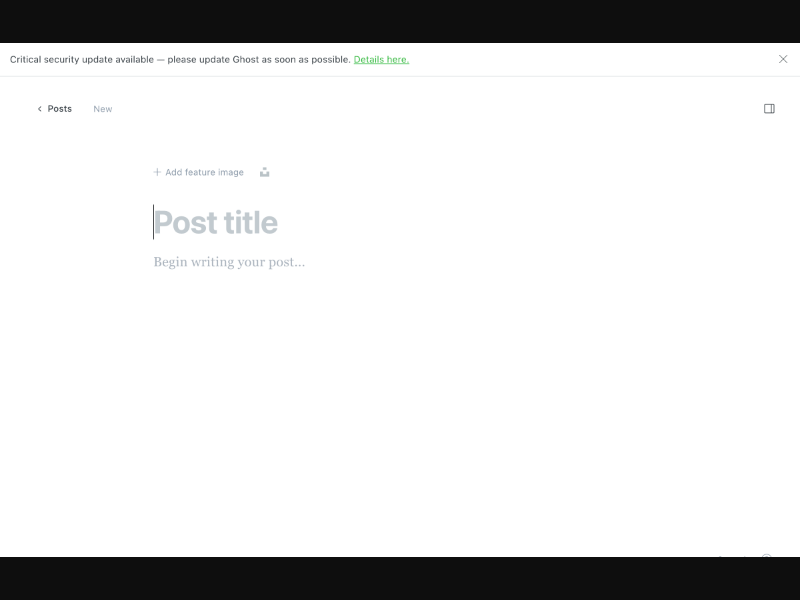 Critical security update available — please update Ghost as soon as possible. Details here.
Posts New
Add feature image
Post title
Begin writing your post...